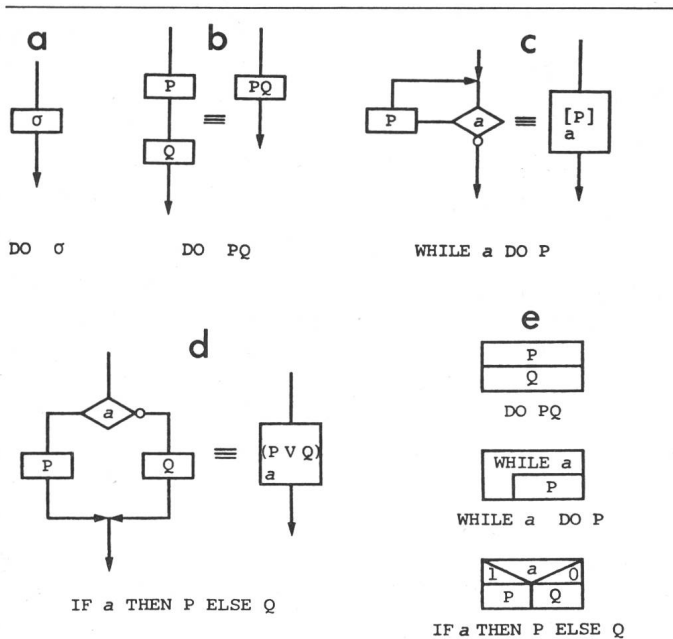 a
σ
DO σ
b
P
Q
≡
PQ
DO PQ
c
P
a
≡
[P]
a
WHILE a DO P
d
a
P
Q
≡
(P V Q)
a
IF a THEN P ELSE Q
e
P
Q
DO PQ
WHILE a
P
WHILE a DO P
1 a 0
P Q
IF a THEN P ELSE Q